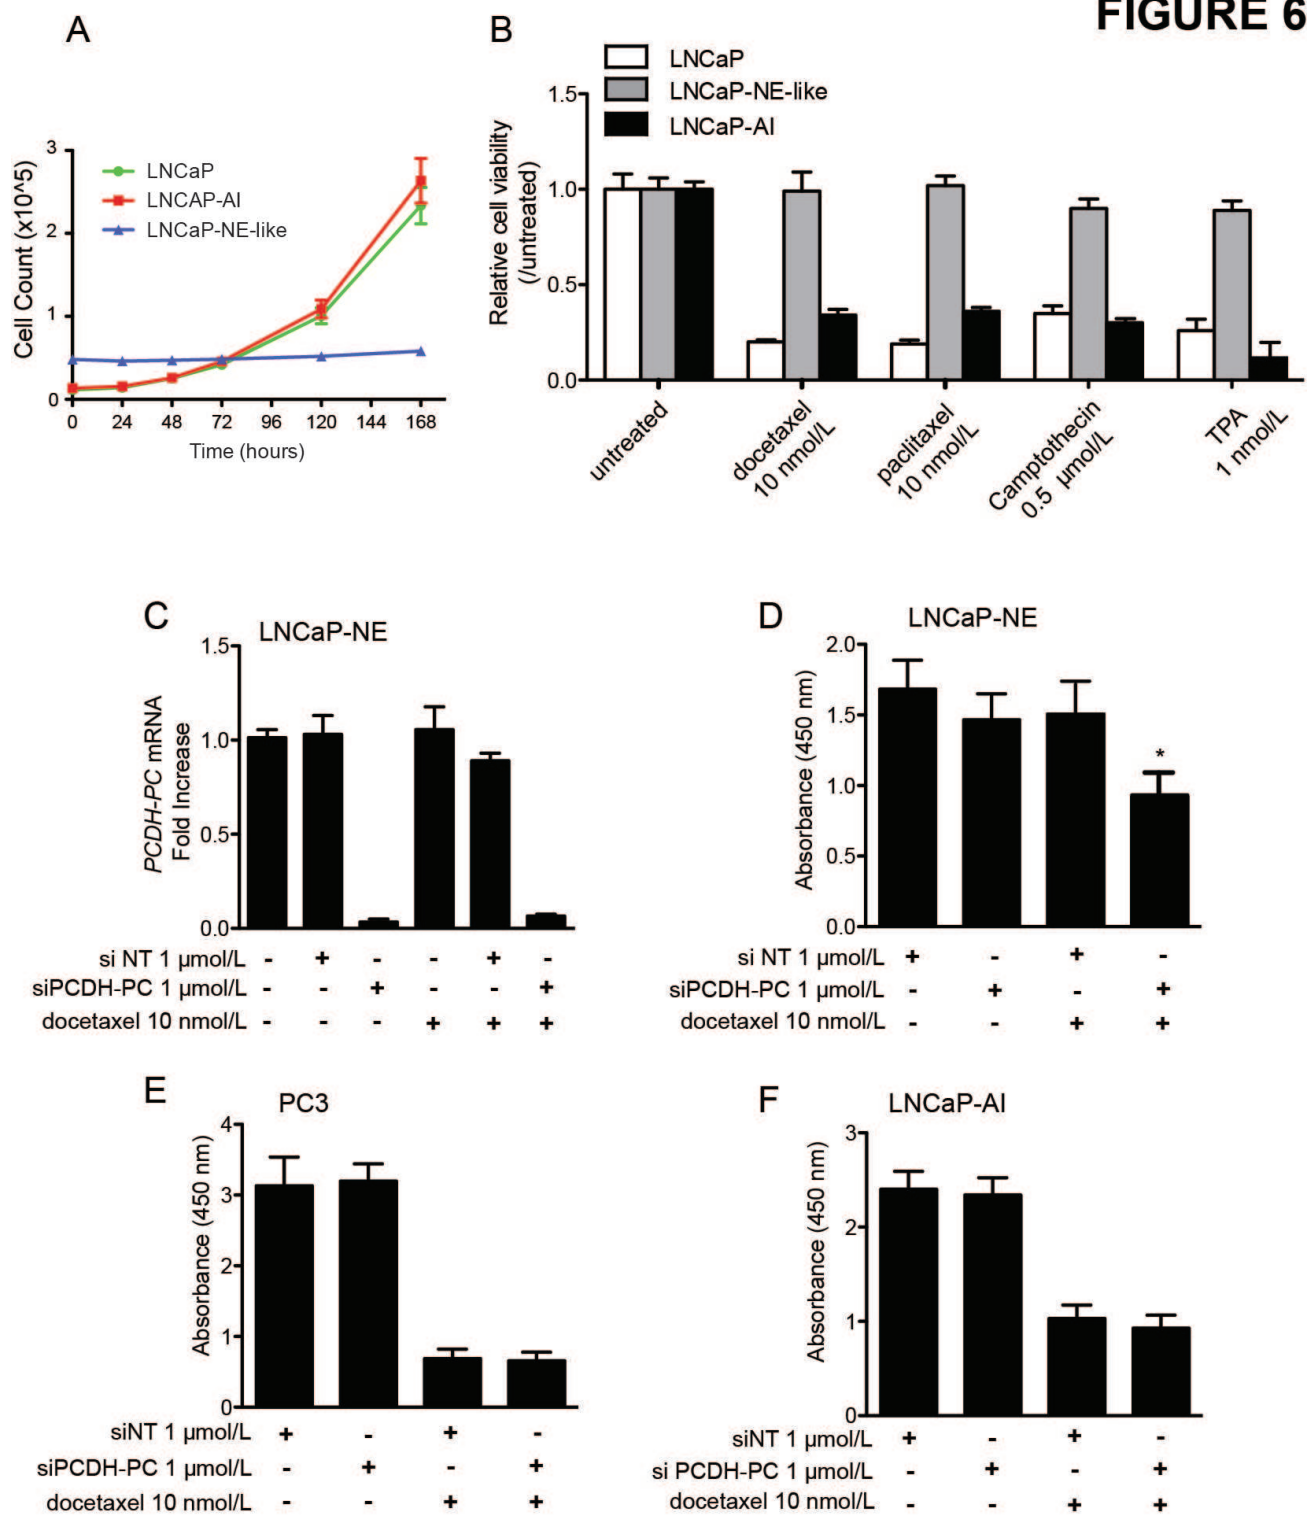 FIGURE 6
A
Cell Count (x10^5)
3
2
1
0
LNCaP
LNCAP-AI
LNCaP-NE-like
0 24 48 72 96 120 144 168
Time (hours)
B
LNCaP
LNCaP-NE-like
LNCaP-AI
Relative cell viability
(/untreated)
1.5
1.0
0.5
0.0
untreated
docetaxel
10 nmol/L
paclitaxel
10 nmol/L
Camptothecin
0.5 µmol/L
TPA
1 nmol/L
C
LNCaP-NE
PCDH-PC mRNA
Fold Increase
1.5
1.0
0.5
0.0
si NT 1 µmol/L - + - - + -
siPCDH-PC 1 µmol/L - - + - - +
docetaxel 10 nmol/L - - - + + +
D
LNCaP-NE
Absorbance (450 nm)
2.0
1.5
1.0
0.5
0.0
*
si NT 1 µmol/L + - + -
siPCDH-PC 1 µmol/L - + - +
docetaxel 10 nmol/L - - + +
E
PC3
Absorbance (450 nm)
4
3
2
1
0
siNT 1 µmol/L + - + -
siPCDH-PC 1 µmol/L - + - +
docetaxel 10 nmol/L - - + +
F
LNCaP-AI
Absorbance (450 nm)
3
2
1
0
siNT 1 µmol/L + - + -
si PCDH-PC 1 µmol/L - + - +
docetaxel 10 nmol/L - - + +